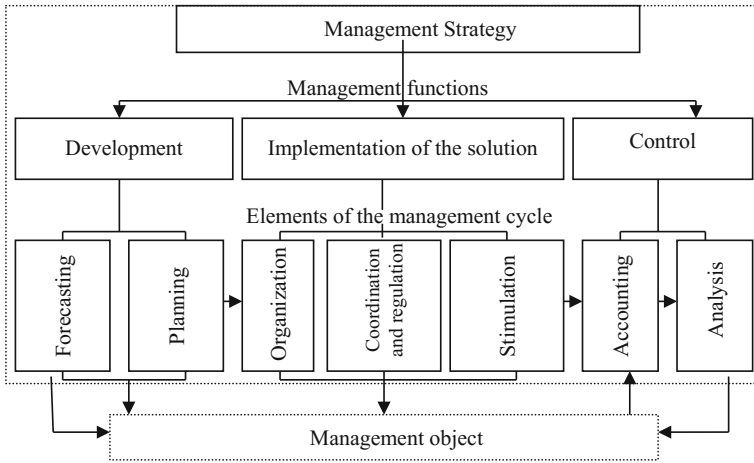 Management Strategy
Management functions
Development
Implementation of the solution
Control
Elements of the management cycle
Forecasting
Planning
Organization
Coordination
and regulation
Stimulation
Accounting
Analysis
Management object